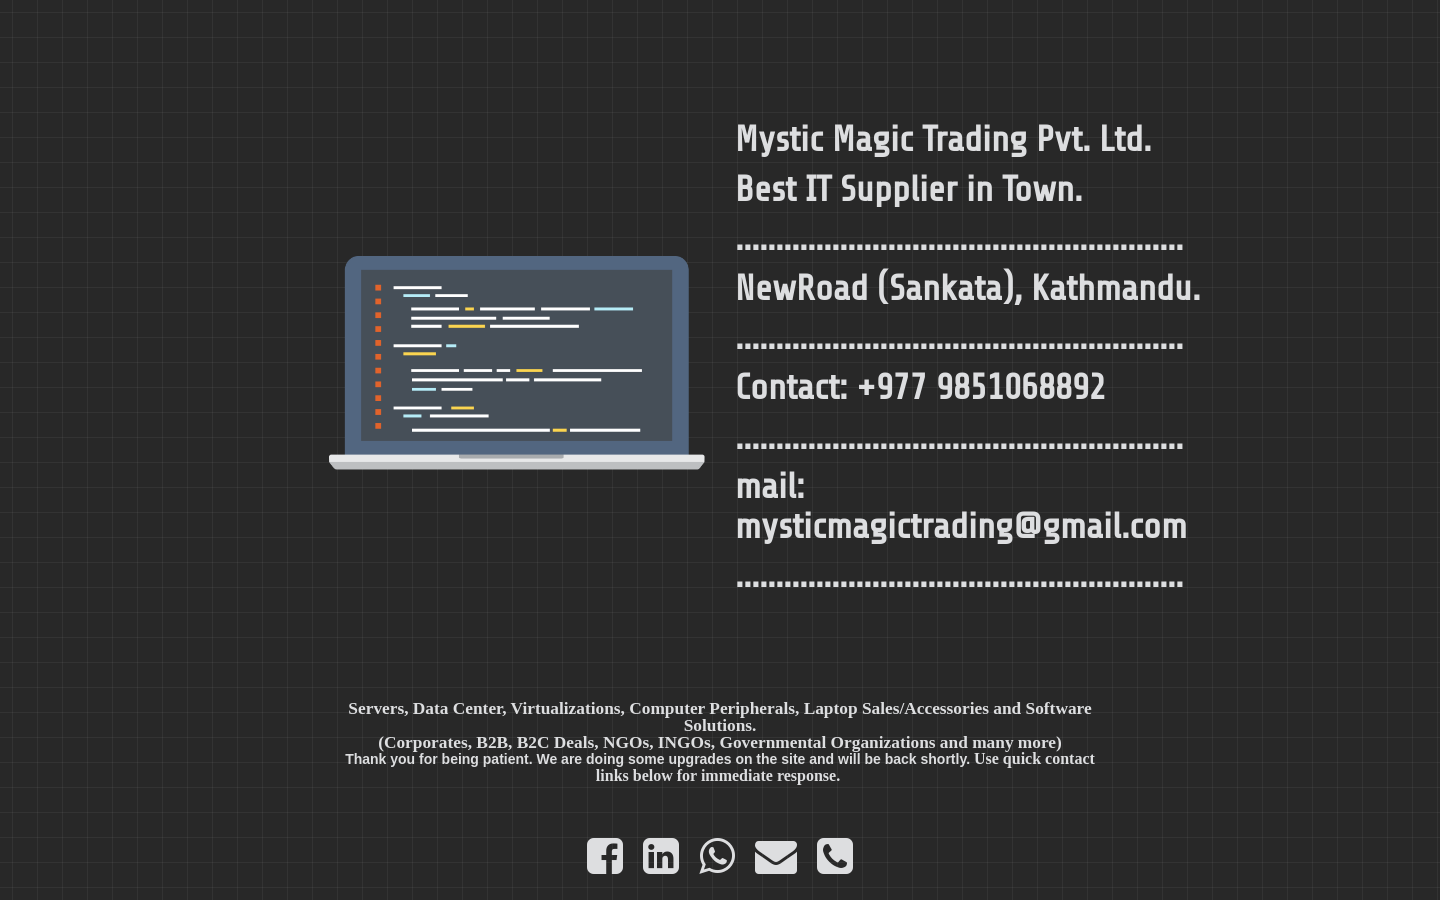 Mystic Magic Trading Pvt. Ltd.
Best IT Supplier in Town.
........................................................
NewRoad (Sankata), Kathmandu.
........................................................
Contact: +977 9851068892
........................................................
mail:
mysticmagictrading@gmail.com
........................................................
Servers, Data Center, Virtualizations, Computer Peripherals, Laptop Sales/Accessories and Software
Solutions.
(Corporates, B2B, B2C Deals, NGOs, INGOs, Governmental Organizations and many more)
Thank you for being patient. We are doing some upgrades on the site and will be back shortly. Use quick contact
links below for immediate response.